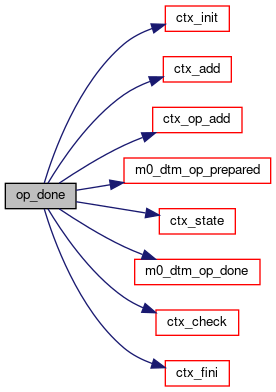 ctx_init
ctx_add
ctx_op_add
m0_dtm_op_prepared
op_done
ctx_state
m0_dtm_op_done
ctx_check
ctx_fini